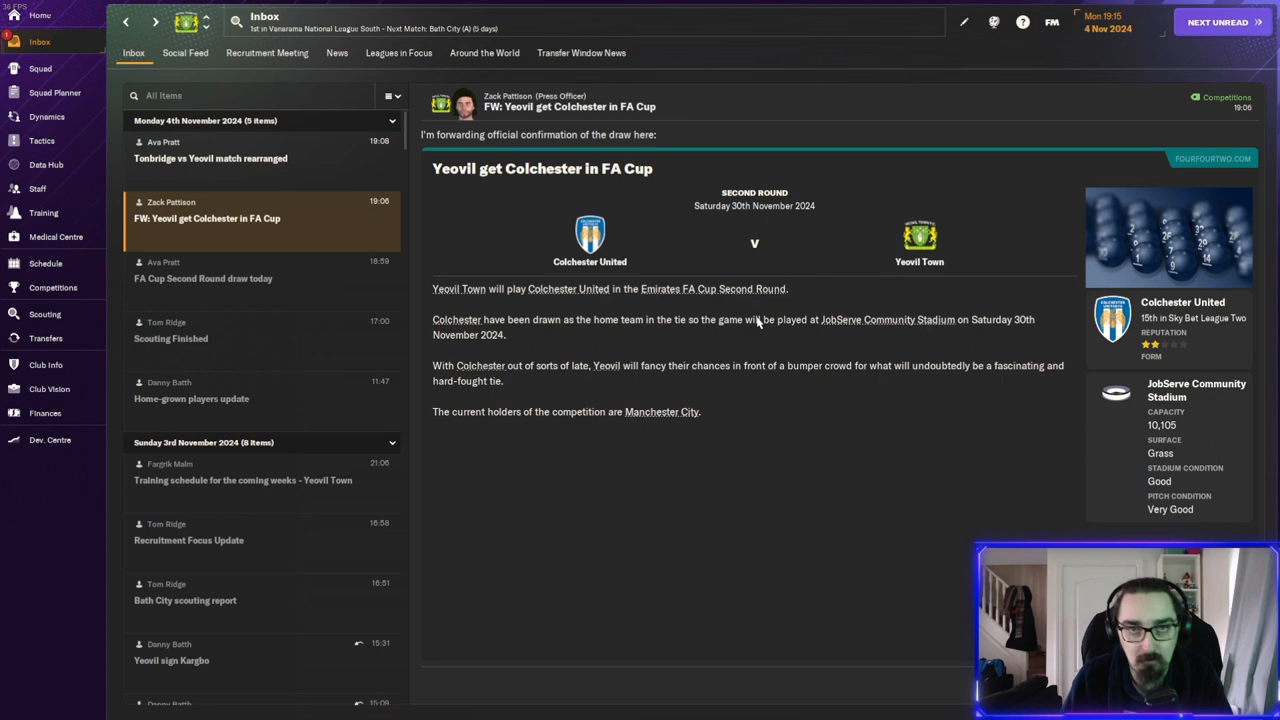 36 FPS
Home
1
Inbox
Squad
Squad Planner
Dynamics
Tactics
Data Hub
Staff
Training
Medical Centre
Schedule
Competitions
Scouting
Transfers
Club Info
Club Vision
Finances
Dev. Centre
Inbox
1st in Vanarama National League South - Next Match: Bath City (A) (5 days)
FM
Mon 19:15
4 Nov 2024
NEXT UNREAD
Inbox Social Feed Recruitment Meeting News Leagues in Focus Around the World Transfer Window News
All Items
Monday 4th November 2024 (5 items)
Ava Pratt 19:08
Tonbridge vs Yeovil match rearranged
Zack Pattison 19:06
FW: Yeovil get Colchester in FA Cup
Ava Pratt 18:59
FA Cup Second Round draw today
Tom Ridge 17:00
Scouting Finished
Danny Batth 11:47
Home-grown players update
Sunday 3rd November 2024 (8 items)
Fargrik Malm 21:06
Training schedule for the coming weeks - Yeovil Town
Tom Ridge 16:58
Recruitment Focus Update
Tom Ridge 16:51
Bath City scouting report
Danny Batth 15:31
Yeovil sign Kargbo
Danny Batth 15:09
Zack Pattison (Press Officer)
FW: Yeovil get Colchester in FA Cup
Competitions
19:06
I'm forwarding official confirmation of the draw here:
FOURFOURTWO.COM
Yeovil get Colchester in FA Cup
SECOND ROUND
Saturday 30th November 2024
Colchester United
v
Yeovil Town
Yeovil Town will play Colchester United in the Emirates FA Cup Second Round.
Colchester have been drawn as the home team in the tie so the game will be played at JobServe Community Stadium on Saturday 30th
November 2024.
With Colchester out of sorts of late, Yeovil will fancy their chances in front of a bumper crowd for what will undoubtedly be a fascinating and
hard-fought tie.
The current holders of the competition are Manchester City.
Colchester United
15th in Sky Bet League Two
REPUTATION
FORM
JobServe Community
Stadium
CAPACITY
10,105
SURFACE
Grass
STADIUM CONDITION
Good
PITCH CONDITION
Very Good